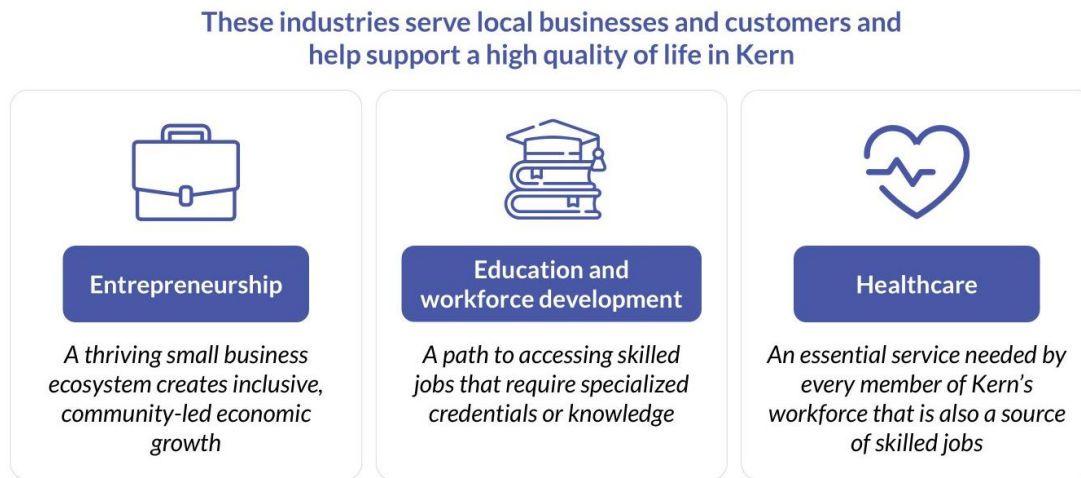 These industries serve local businesses and customers and
help support a high quality of life in Kern
Entrepreneurship
A thriving small business
ecosystem creates inclusive,
community-led economic
growth
Education and
workforce development
A path to accessing skilled
jobs that require specialized
credentials or knowledge
Healthcare
An essential service needed by
every member of Kern's
workforce that is also a source
of skilled jobs